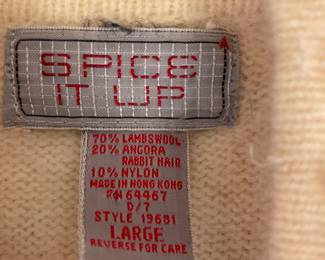 SPICE
IT UP
70% LAMBSWOOL
20% ANGORA
RABBIT HAIR
10% NYLON
MADE IN HONG KONG
RN 64467
D/7
STYLE 19681
LARGE
REVERSE FOR CARE